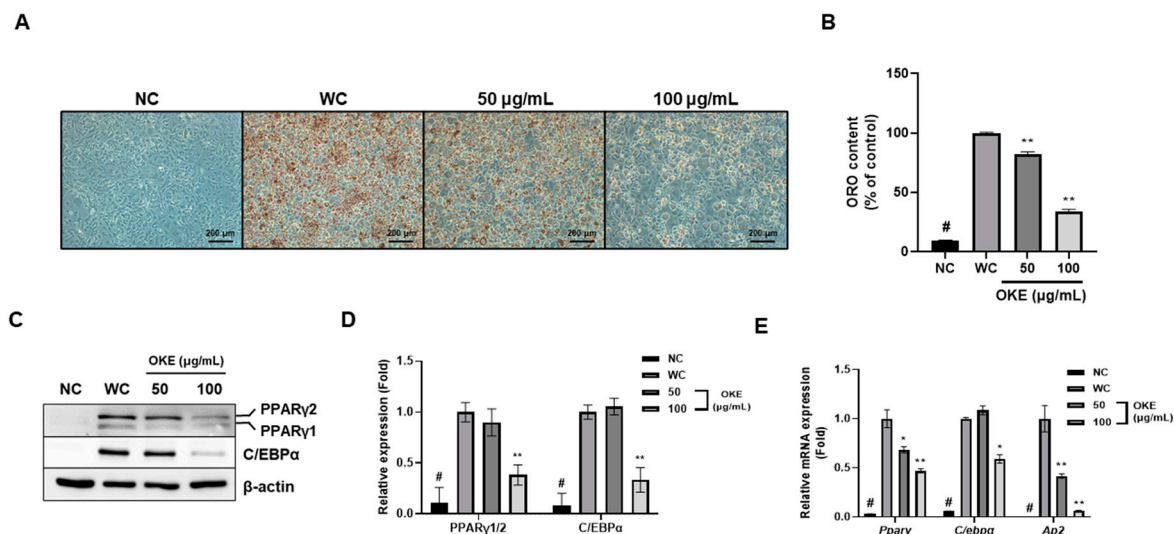 A
NC WC 50 µg/mL 100 µg/mL
200 µm 200 µm 200 µm 200 µm
B
ORO content
(% of control)
150
100
50
0
#
**
**
NC WC 50 100
OKE (µg/mL)
C
OKE (µg/mL)
NC WC 50 100
PPARγ2
PPARγ1
C/EBPα
β-actin
D
Relative expression (Fold)
1.5
1.0
0.5
0.0
#
**
#
**
PPARγ1/2 C/EBPα
NC
WC
50
100
OKE
(µg/mL)
E
Relative mRNA expression
(Fold)
1.5
1.0
0.5
0.0
#
*
**
#
*
#
**
**
Pparγ C/ebpα Ap2
NC
WC
50
100
OKE
(µg/mL)